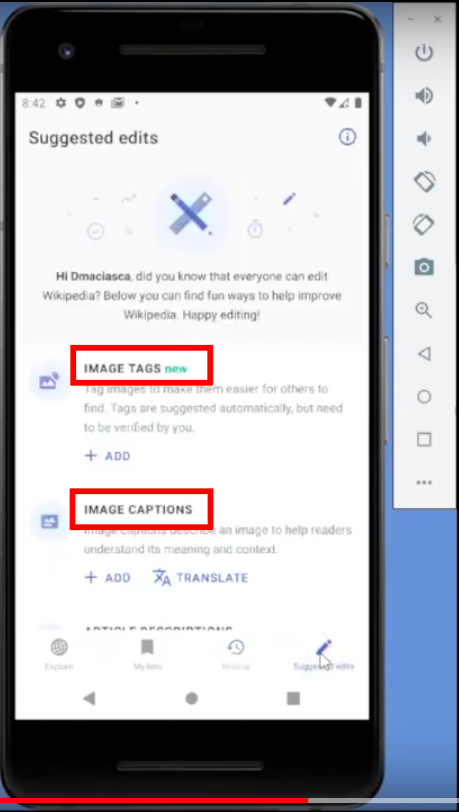 8:42
Suggested edits
Hi Dmaciasca, did you know that everyone can edit
Wikipedia? Below you can find fun ways to help improve
Wikipedia. Happy editing!
IMAGE TAGS new
Tag images to make them easier for others to
find. Tags are suggested automatically, but need
to be verified by you.
+ ADD
IMAGE CAPTIONS
Image captions describe an image to help readers
understand its meaning and context.
+ ADD TRANSLATE
ARTICLE DESCRIPTIONS
Explore My lists History Suggested edits